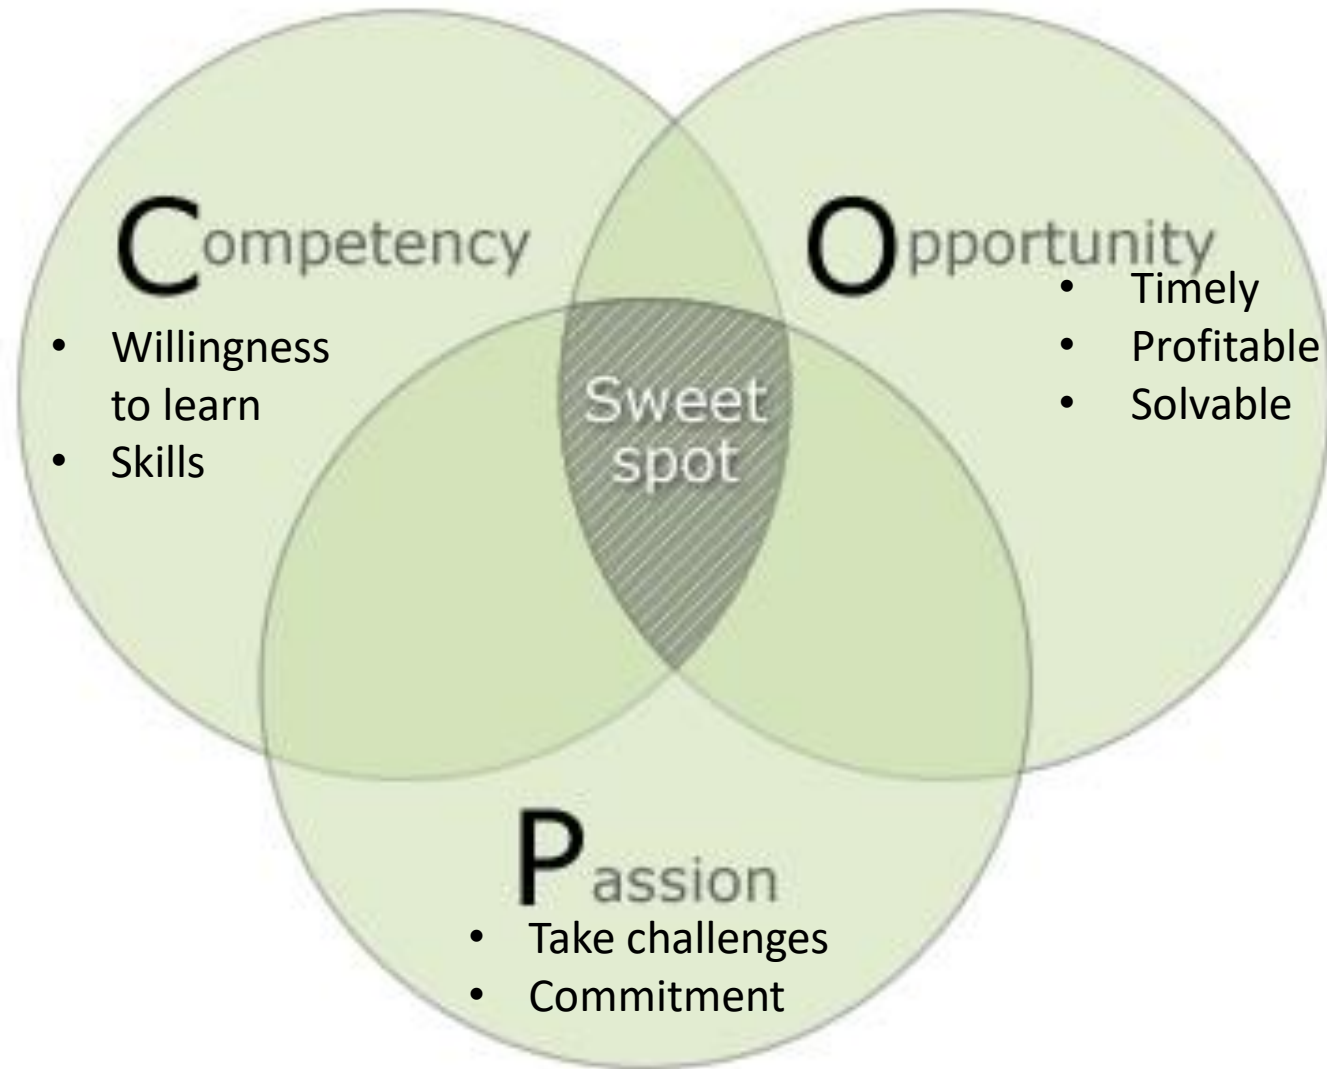 Competency
• Willingness
to learn
• Skills
Opportunity
• Timely
• Profitable
• Solvable
Sweet
spot
Passion
• Take challenges
• Commitment